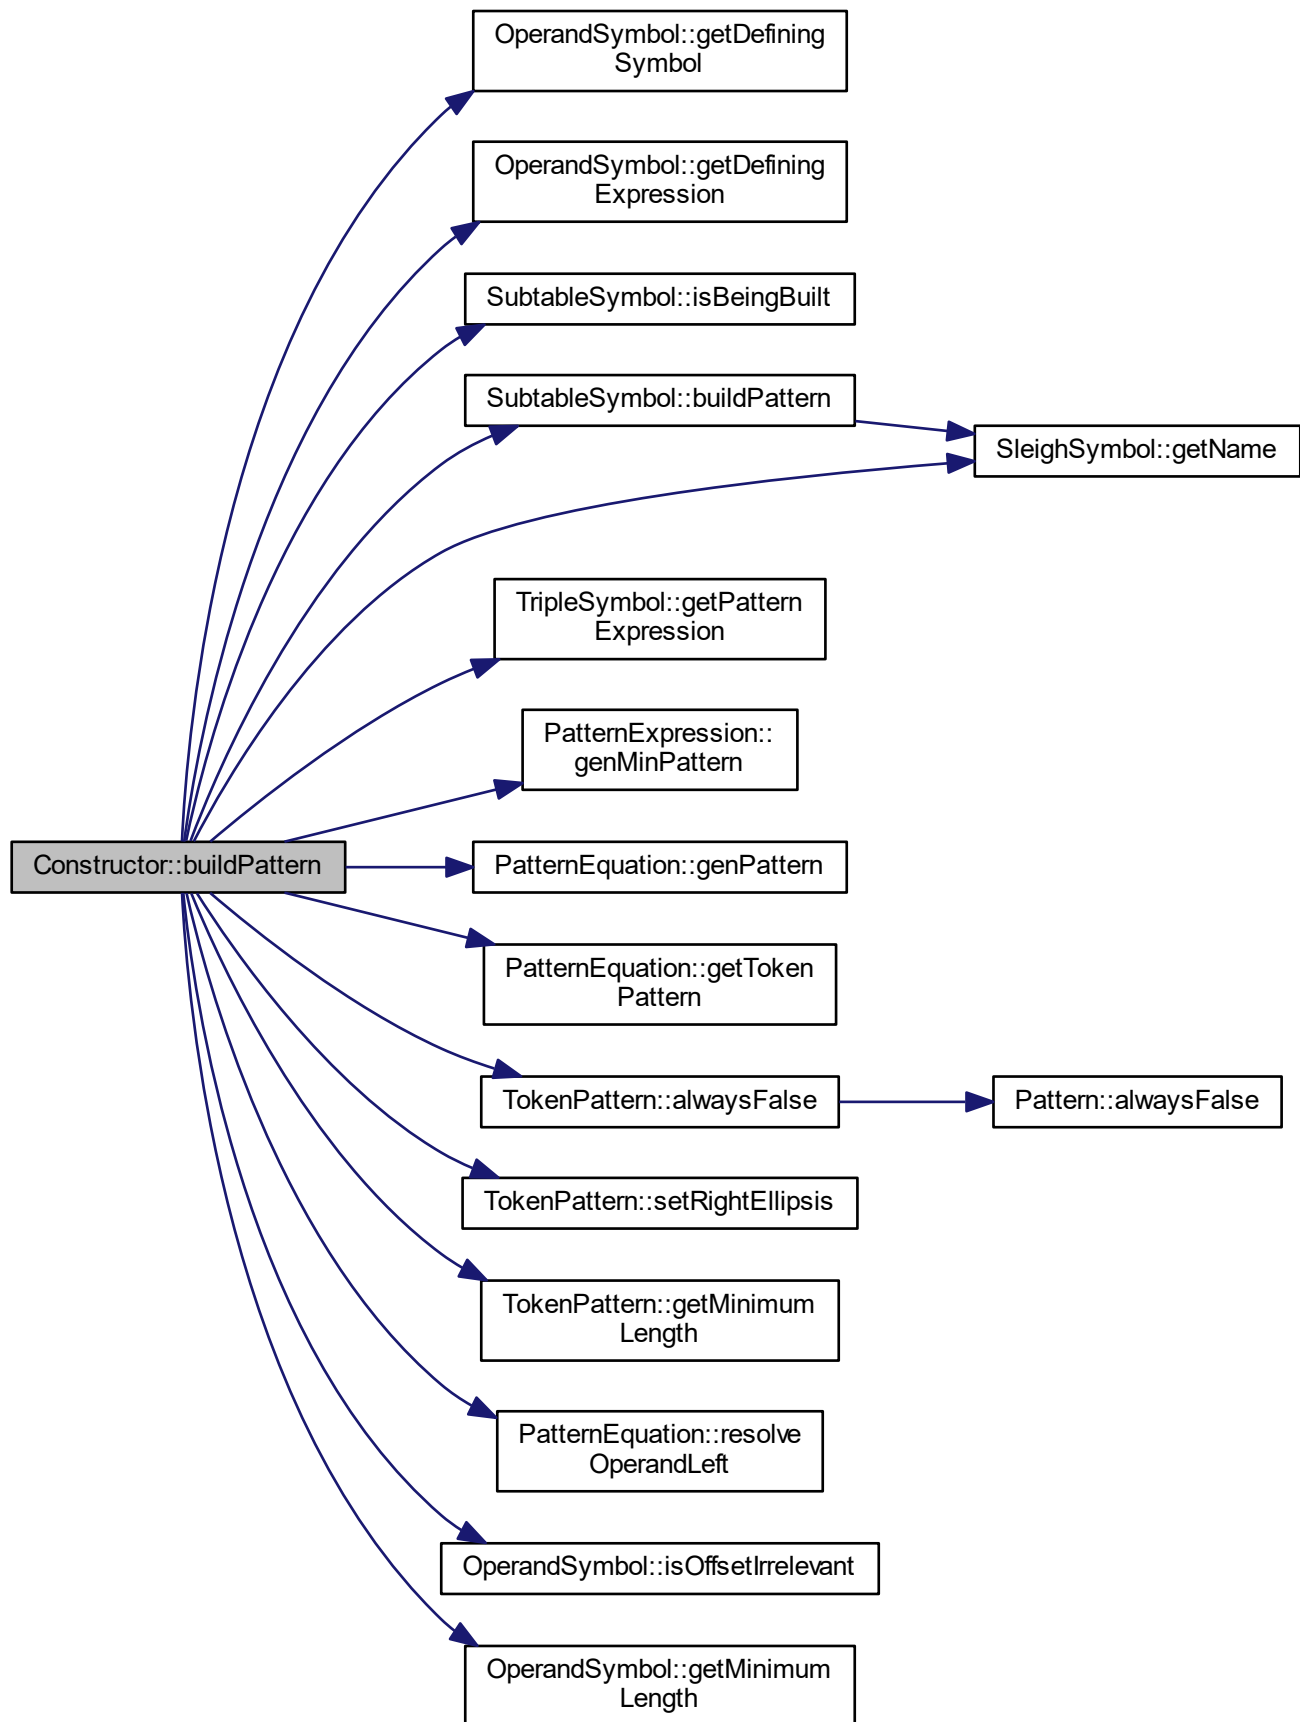 OperandSymbol::getDefining
Symbol
OperandSymbol::getDefining
Expression
SubtableSymbol::isBeingBuilt
SubtableSymbol::buildPattern
SleighSymbol::getName
TripleSymbol::getPattern
Expression
PatternExpression::
genMinPattern
Constructor::buildPattern
PatternEquation::genPattern
PatternEquation::getToken
Pattern
TokenPattern::alwaysFalse
Pattern::alwaysFalse
TokenPattern::setRightEllipsis
TokenPattern::getMinimum
Length
PatternEquation::resolve
OperandLeft
OperandSymbol::isOffsetIrrelevant
OperandSymbol::getMinimum
Length